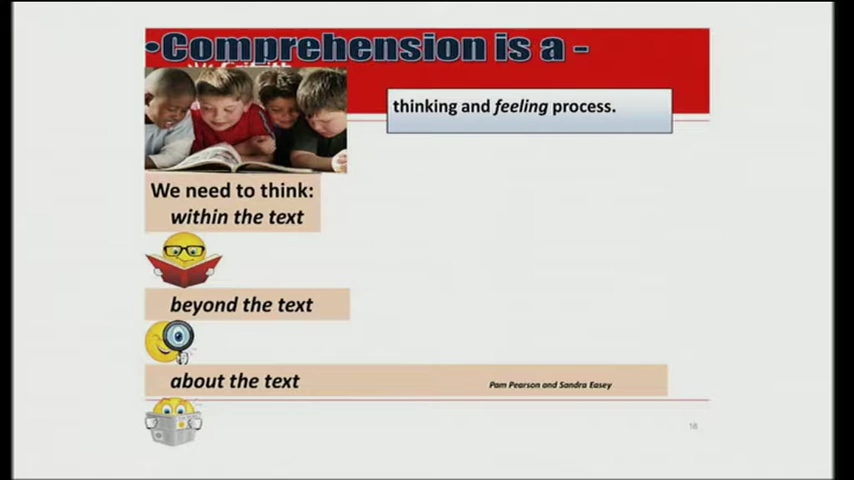 •Comprehension is a -
thinking and feeling process.
We need to think:
within the text
beyond the text
about the text
Pam Pearson and Sandra Easey
18